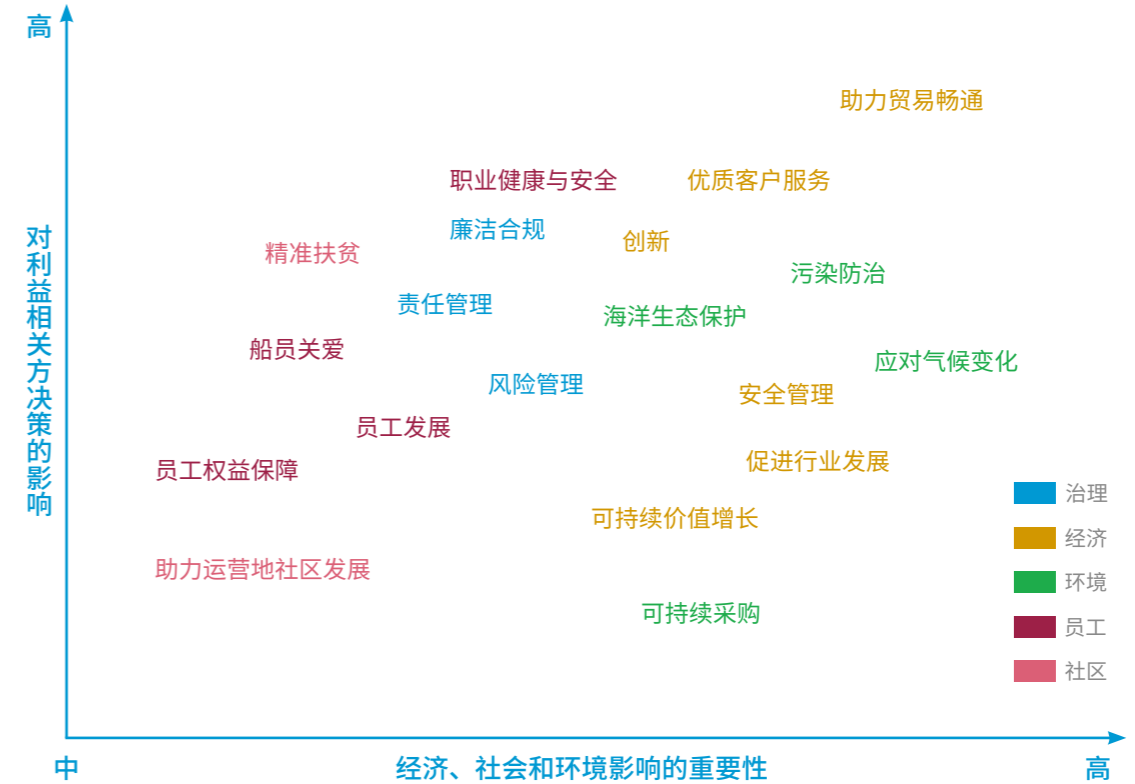 高
助力贸易畅通
职业健康与安全
优质客户服务
廉洁合规
创新
精准扶贫
污染防治
责任管理
海洋生态保护
船员关爱
应对气候变化
风险管理
安全管理
员工发展
促进行业发展
员工权益保障
可持续价值增长
助力运营地社区发展
可持续采购
对利益相关方决策的影响
治理
经济
环境
员工
社区
中
经济、社会和环境影响的重要性
高